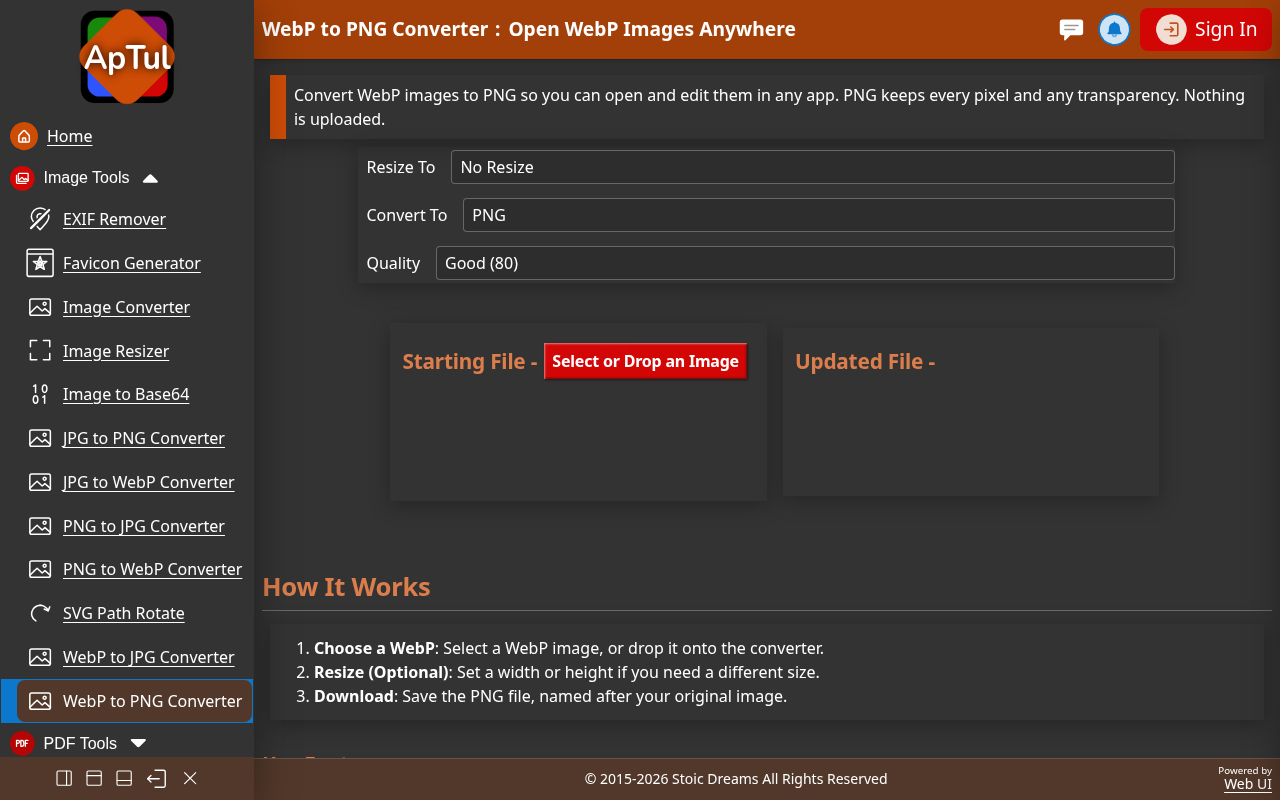 ApTul
Home
Image Tools
EXIF Remover
Favicon Generator
Image Converter
Image Resizer
Image to Base64
JPG to PNG Converter
JPG to WebP Converter
PNG to JPG Converter
PNG to WebP Converter
SVG Path Rotate
WebP to JPG Converter
WebP to PNG Converter
PDF
PDF Tools
WebP to PNG Converter : Open WebP Images Anywhere
Sign In
Convert WebP images to PNG so you can open and edit them in any app. PNG keeps every pixel and any transparency. Nothing
is uploaded.
Resize To
No Resize
Convert To
PNG
Quality
Good (80)
Starting File -
Select or Drop an Image
Updated File -
How It Works
1. Choose a WebP: Select a WebP image, or drop it onto the converter.
2. Resize (Optional): Set a width or height if you need a different size.
3. Download: Save the PNG file, named after your original image.
© 2015-2026 Stoic Dreams All Rights Reserved
Powered by
Web UI